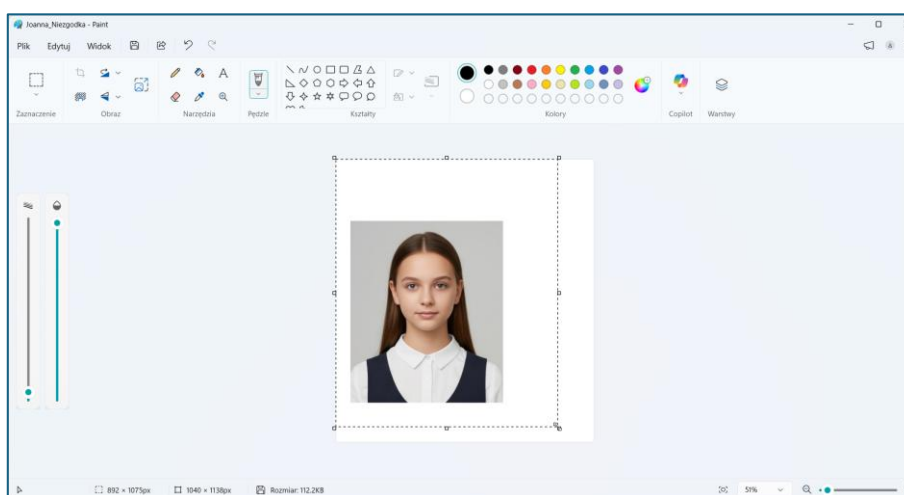 Joanna_Niezgodka - Paint
Plik Edytuj Widok
A
Zaznaczenie Obraz Narzędzia Pędzle Kształty Kolory Copilot Warstwy
892 × 1075px 1040 × 1138px Rozmiar: 112.2KB 51%